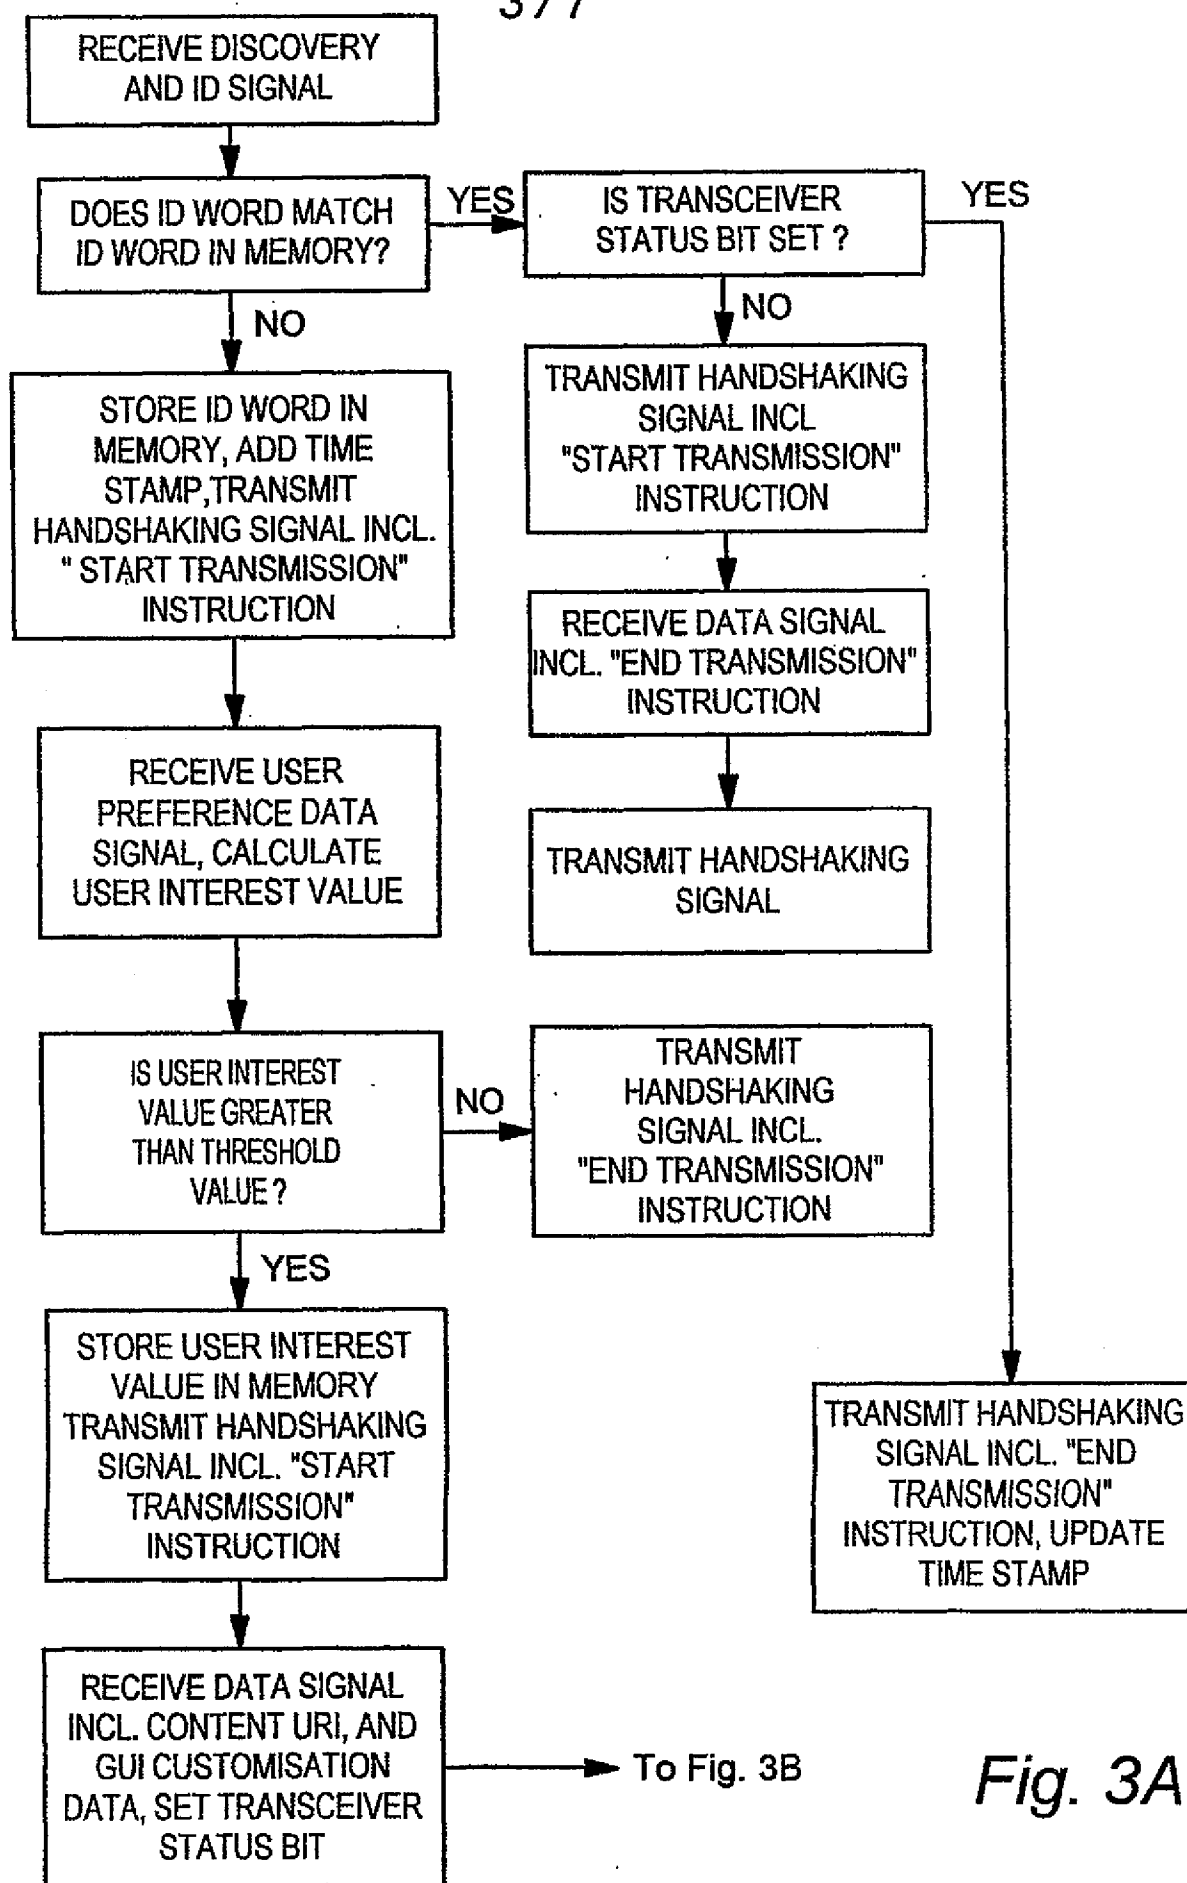 3/7
RECEIVE DISCOVERY
AND ID SIGNAL
DOES ID WORD MATCH
ID WORD IN MEMORY?
YES
IS TRANSCEIVER
STATUS BIT SET ?
YES
NO
NO
STORE ID WORD IN
MEMORY, ADD TIME
STAMP,TRANSMIT
HANDSHAKING SIGNAL INCL.
" START TRANSMISSION"
INSTRUCTION
TRANSMIT HANDSHAKING
SIGNAL INCL
"START TRANSMISSION"
INSTRUCTION
RECEIVE DATA SIGNAL
INCL. "END TRANSMISSION"
INSTRUCTION
TRANSMIT HANDSHAKING
SIGNAL
RECEIVE USER
PREFERENCE DATA
SIGNAL, CALCULATE
USER INTEREST VALUE
IS USER INTEREST
VALUE GREATER
THAN THRESHOLD
VALUE ?
NO
TRANSMIT
HANDSHAKING
SIGNAL INCL.
"END TRANSMISSION"
INSTRUCTION
YES
STORE USER INTEREST
VALUE IN MEMORY
TRANSMIT HANDSHAKING
SIGNAL INCL. "START
TRANSMISSION"
INSTRUCTION
TRANSMIT HANDSHAKING
SIGNAL INCL. "END
TRANSMISSION"
INSTRUCTION, UPDATE
TIME STAMP
RECEIVE DATA SIGNAL
INCL. CONTENT URI, AND
GUI CUSTOMISATION
DATA, SET TRANSCEIVER
STATUS BIT
To Fig. 3B
Fig. 3A